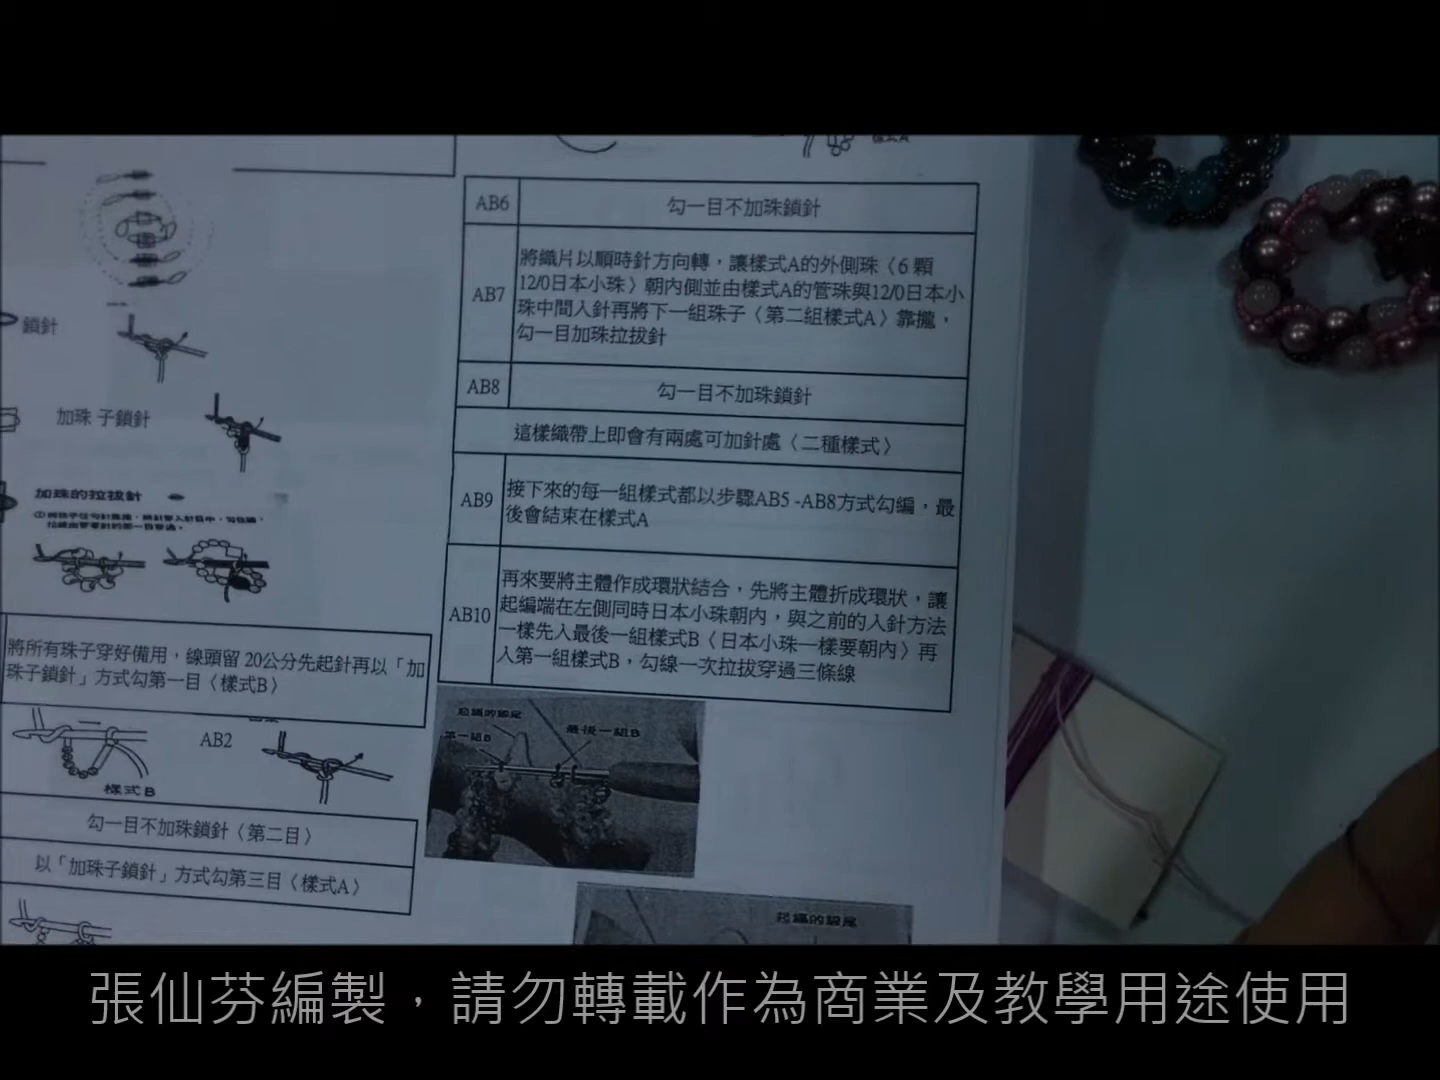 鎖針
加珠 子鎖針
加珠的拉拔針
將所有珠子穿好備用，線頭留 20公分先起針再以「加
珠子鎖針」方式勾第一目〈樣式B〉
AB2
樣式B
勾一目不加珠鎖針〈第二目〉
以「加珠子鎖針」方式勾第三目〈樣式A〉
樣式A
AB6
勾一目不加珠鎖針
AB7
將織片以順時針方向轉，讓樣式A的外側珠〈6 顆
12/0日本小珠〉朝內側並由樣式A的管珠與12/0日本小
珠中間入針再將下一組珠子〈第二組樣式A〉靠攏，
勾一目加珠拉拔針
AB8
勾一目不加珠鎖針
這樣織帶上即會有兩處可加針處〈二種樣式〉
AB9
接下來的每一組樣式都以步驟AB5 -AB8方式勾編，最
後會結束在樣式A
AB10
再來要將主體作成環狀結合，先將主體折成環狀，讓
起編端在左側同時日本小珠朝內，與之前的入針方法
一樣先入最後一組樣式B〈日本小珠一樣要朝內〉再
入第一組樣式B，勾線一次拉拔穿過三條線
起編的線尾
第一組B
最後一組B
起編的線尾
張仙芬編製，請勿轉載作為商業及教學用途使用